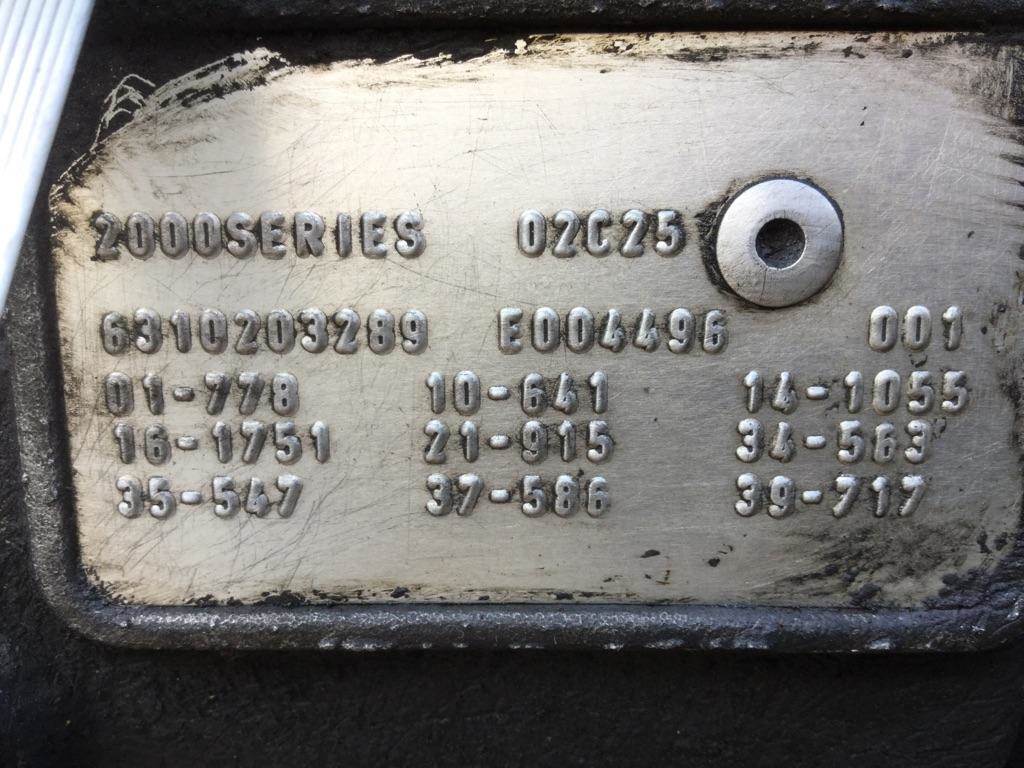 2000SERIES 02C25
6310203289 E004496 001
01-778 10-641 14-1055
16-1751 21-915 34-563
35-547 37-586 39-717